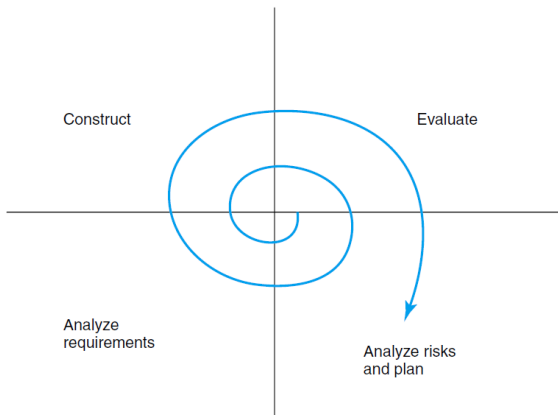 Construct
Evaluate
Analyze
requirements
Analyze risks
and plan